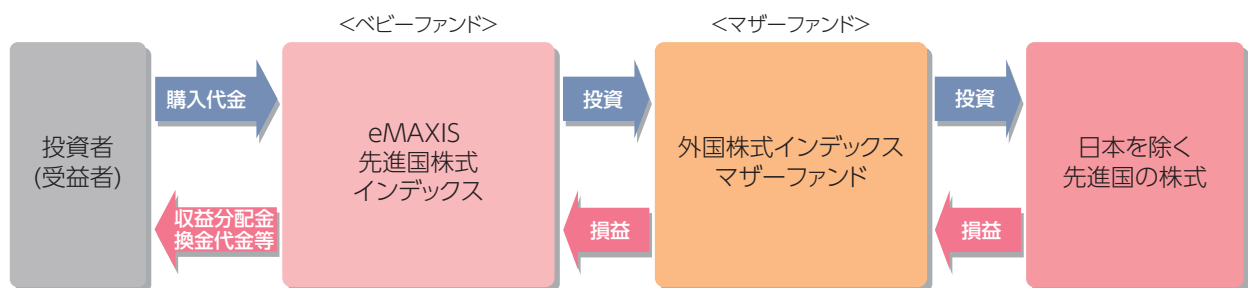 <ベビーファンド>
<マザーファンド>
投資者
(受益者)
購入代金
収益分配金
換金代金等
eMAXIS
先進国株式
インデックス
投資
損益
外国株式インデックス
マザーファンド
投資
損益
日本を除く
先進国の株式